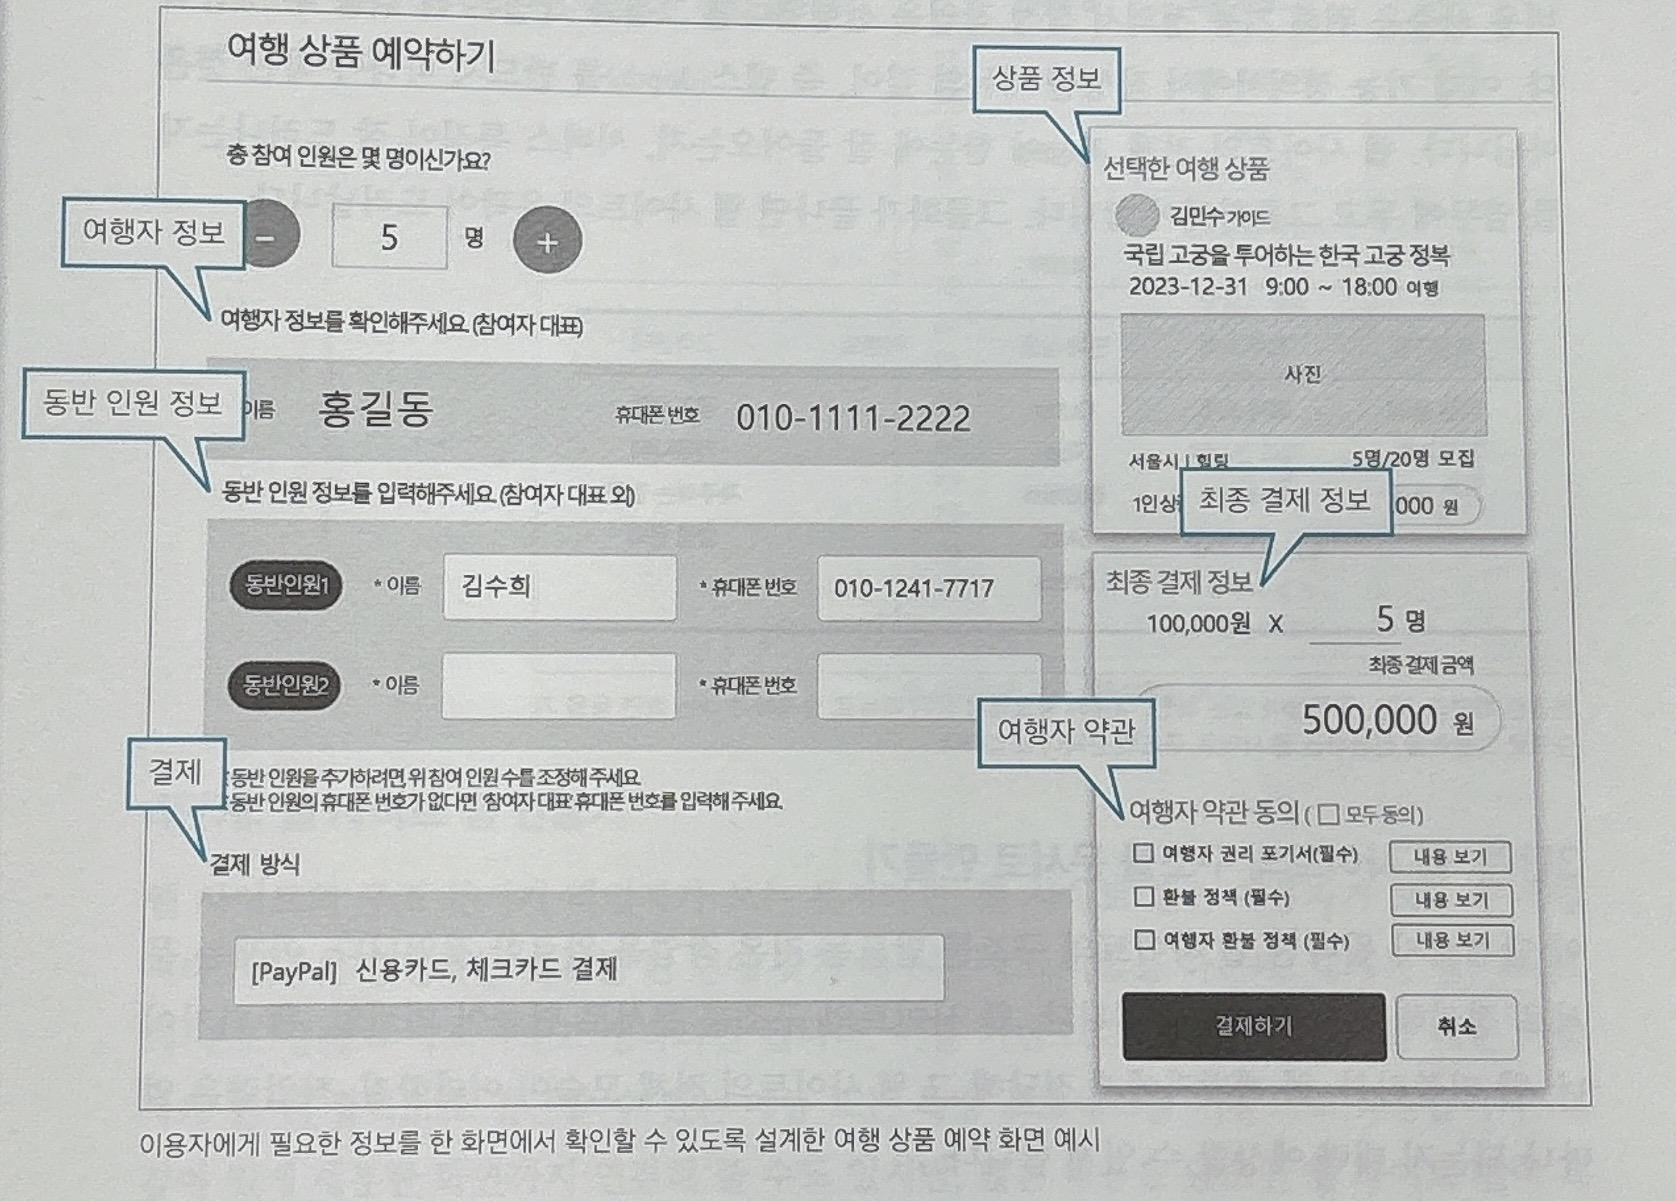 여행 상품 예약하기
상품 정보
총 참여 인원은 몇 명이신가요?
여행자 정보
− 5 명 +
여행자 정보를 확인해주세요.(참여자 대표)
동반 인원 정보
이름 홍길동 휴대폰 번호 010-1111-2222
동반 인원 정보를 입력해주세요.(참여자 대표 외)
동반인원1 * 이름 김수희 * 휴대폰 번호 010-1241-7717
동반인원2 * 이름 * 휴대폰 번호
결제
동반 인원을 추가하려면, 위 참여 인원 수를 조정해 주세요.
동반 인원의 휴대폰 번호가 없다면 '참여자 대표' 휴대폰 번호를 입력해 주세요.
결제 방식
[PayPal] 신용카드, 체크카드 결제
선택한 여행 상품
김민수 가이드
국립 고궁을 투어하는 한국 고궁 정복
2023-12-31 9:00 ~ 18:00 여행
사진
서울시 | 힐링 5명/20명 모집
1인상 000 원
최종 결제 정보
최종 결제 정보
100,000원 X 5 명
최종 결제 금액
500,000 원
여행자 약관
여행자 약관 동의 ( □ 모두 동의)
□ 여행자 권리 포기서(필수) 내용 보기
□ 환불 정책 (필수) 내용 보기
□ 여행자 환불 정책 (필수) 내용 보기
결제하기 취소
이용자에게 필요한 정보를 한 화면에서 확인할 수 있도록 설계한 여행 상품 예약 화면 예시